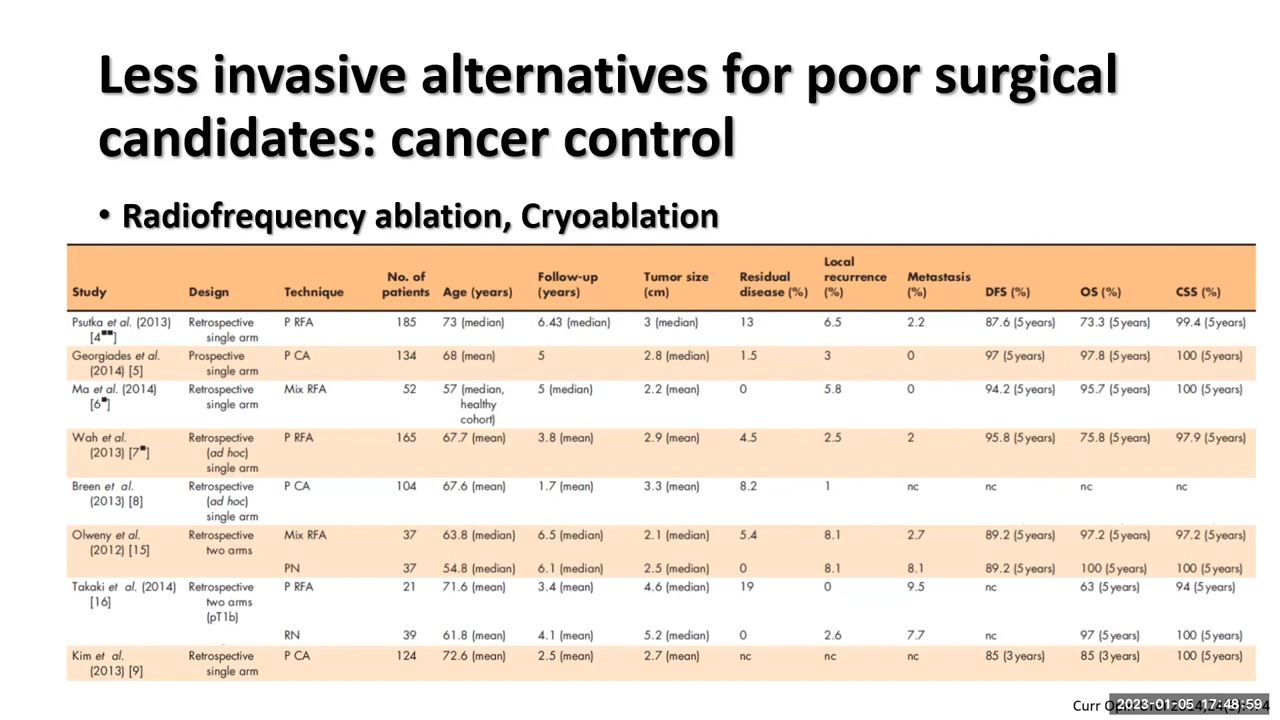 Less invasive alternatives for poor surgical
candidates: cancer control
• Radiofrequency ablation, Cryoablation
Study Design Technique No. of patients Age (years) Follow-up (years) Tumor size (cm) Residual disease (%) Local recurrence (%) Metastasis (%) DFS (%) OS (%) CSS (%)
Psutka et al. (2013) [4■■] Retrospective single arm P RFA 185 73 (median) 6.43 (median) 3 (median) 13 6.5 2.2 87.6 (5 years) 73.3 (5 years) 99.4 (5 years)
Georgiades et al. (2014) [5] Prospective single arm P CA 134 68 (mean) 5 2.8 (median) 1.5 3 0 97 (5 years) 97.8 (5 years) 100 (5 years)
Ma et al. (2014) [6■] Retrospective single arm Mix RFA 52 57 (median, healthy cohort) 5 (median) 2.2 (mean) 0 5.8 0 94.2 (5 years) 95.7 (5 years) 100 (5 years)
Wah et al. (2013) [7■] Retrospective (ad hoc) single arm P RFA 165 67.7 (mean) 3.8 (mean) 2.9 (mean) 4.5 2.5 2 95.8 (5 years) 75.8 (5 years) 97.9 (5 years)
Breen et al. (2013) [8] Retrospective (ad hoc) single arm P CA 104 67.6 (mean) 1.7 (mean) 3.3 (mean) 8.2 1 nc nc nc nc
Olweny et al. (2012) [15] Retrospective two arms Mix RFA 37 63.8 (median) 6.5 (median) 2.1 (median) 5.4 8.1 2.7 89.2 (5 years) 97.2 (5 years) 97.2 (5 years)
PN 37 54.8 (median) 6.1 (median) 2.5 (median) 0 8.1 8.1 89.2 (5 years) 100 (5 years) 100 (5 years)
Takaki et al. (2014) [16] Retrospective two arms (pT1b) P RFA 21 71.6 (mean) 3.4 (mean) 4.6 (median) 19 0 9.5 nc 63 (5 years) 94 (5 years)
RN 39 61.8 (mean) 4.1 (mean) 5.2 (median) 0 2.6 7.7 nc 97 (5 years) 100 (5 years)
Kim et al. (2013) [9] Retrospective single arm P CA 124 72.6 (mean) 2.5 (mean) 2.7 (mean) nc nc nc 85 (3 years) 85 (3 years) 100 (5 years)
Curr
2023-01-05 17:48:59